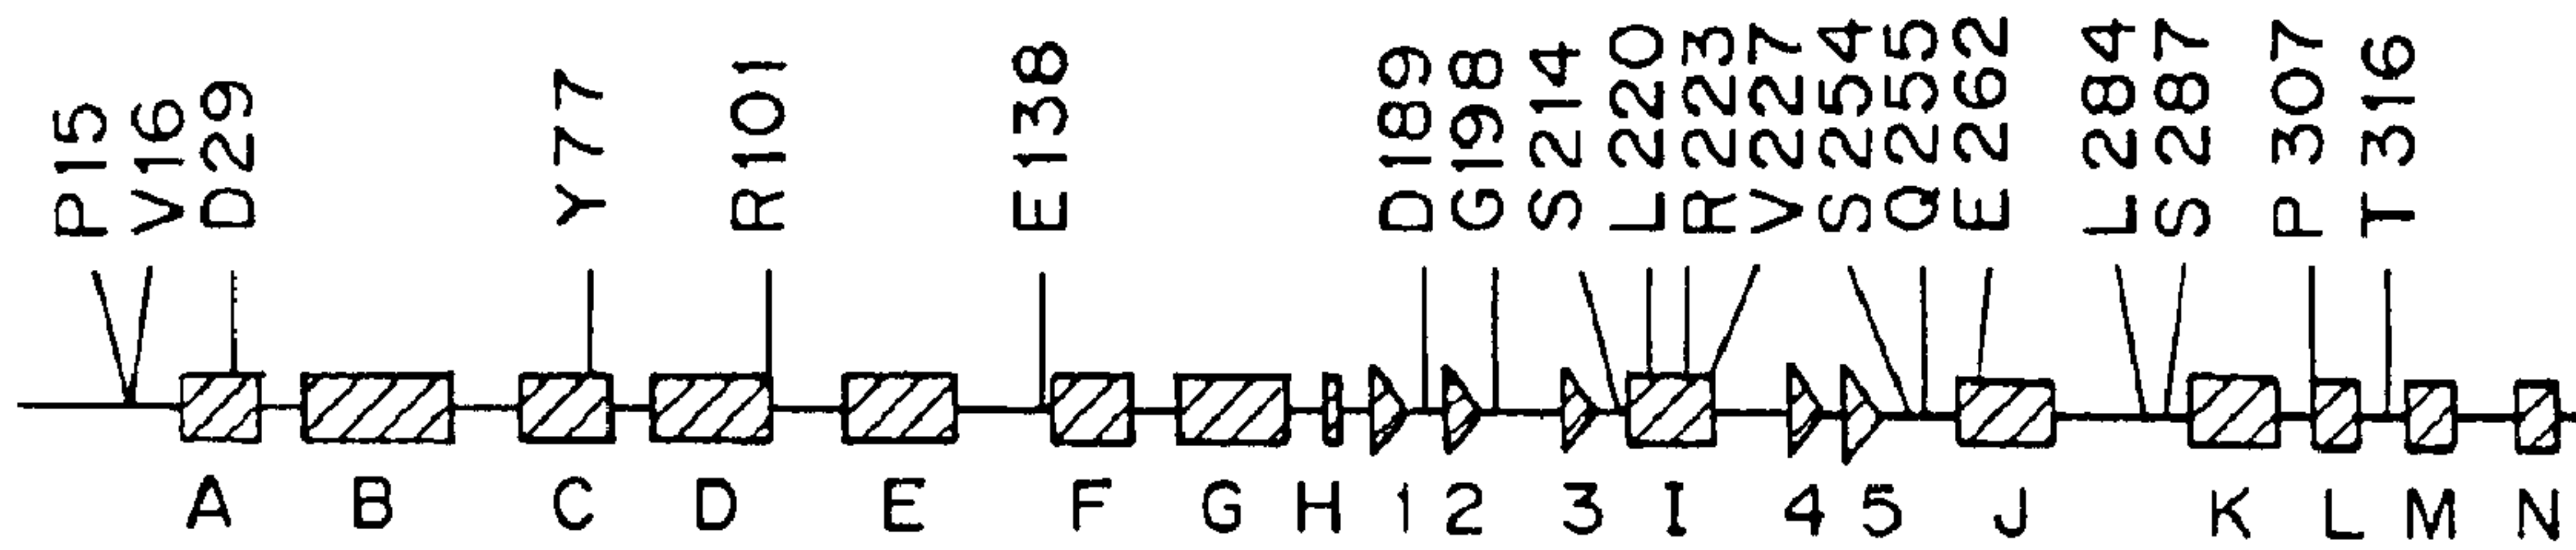 P15
V16
D29
Y77
R101
E138
D189
G198
S214
L220
R223
V227
S254
Q255
E262
L284
S287
P307
T316
A B C D E F G H 1 2 3 I 4 5 J K L M N